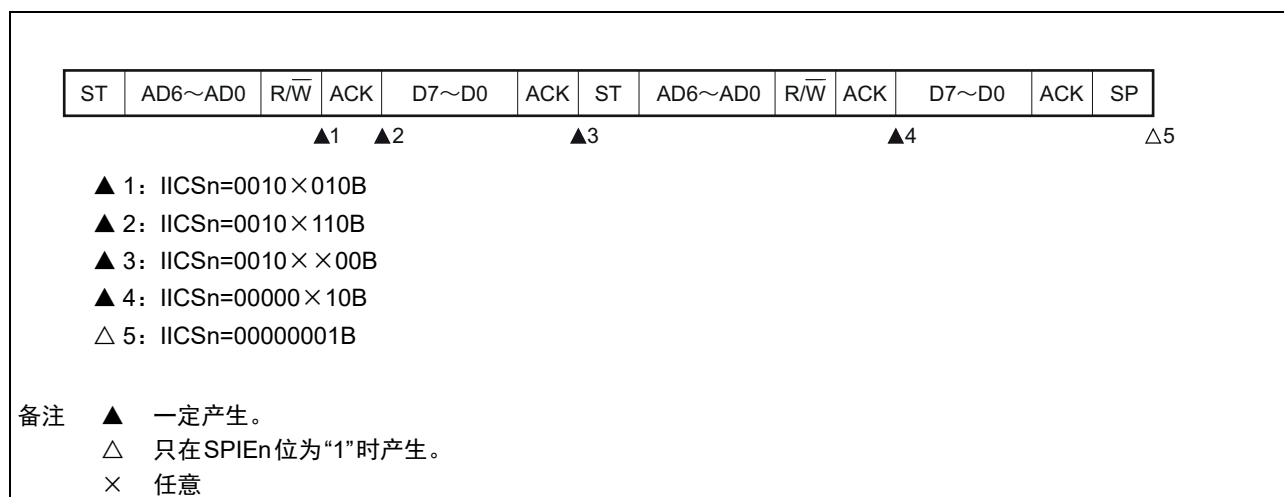 ST AD6～AD0 R/W̅ ACK D7～D0 ACK ST AD6～AD0 R/W̅ ACK D7～D0 ACK SP
▲1 ▲2 ▲3 ▲4 △5
▲ 1：IICSn=0010×010B
▲ 2：IICSn=0010×110B
▲ 3：IICSn=0010××00B
▲ 4：IICSn=00000×10B
△ 5：IICSn=00000001B
备注 ▲ 一定产生。
△ 只在SPIEn位为“1”时产生。
× 任意